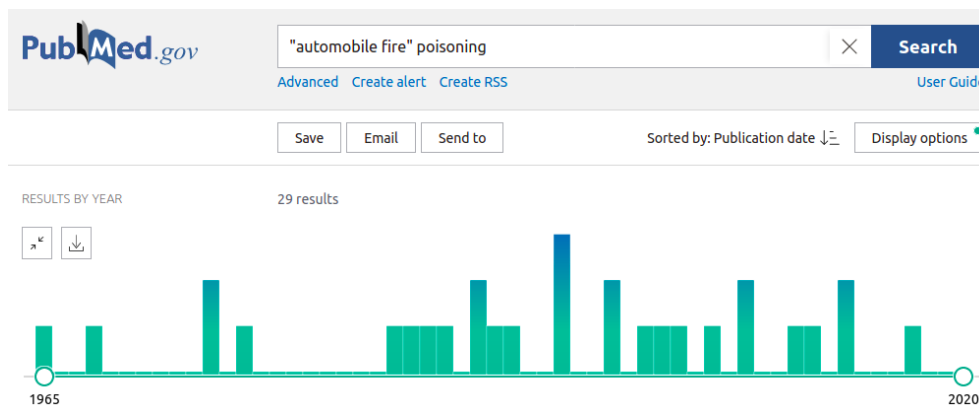 PubMed.gov
"automobile fire" poisoning
Search
Advanced Create alert Create RSS
User Guide
Save Email Send to
Sorted by: Publication date
Display options
RESULTS BY YEAR
29 results
1965
2020